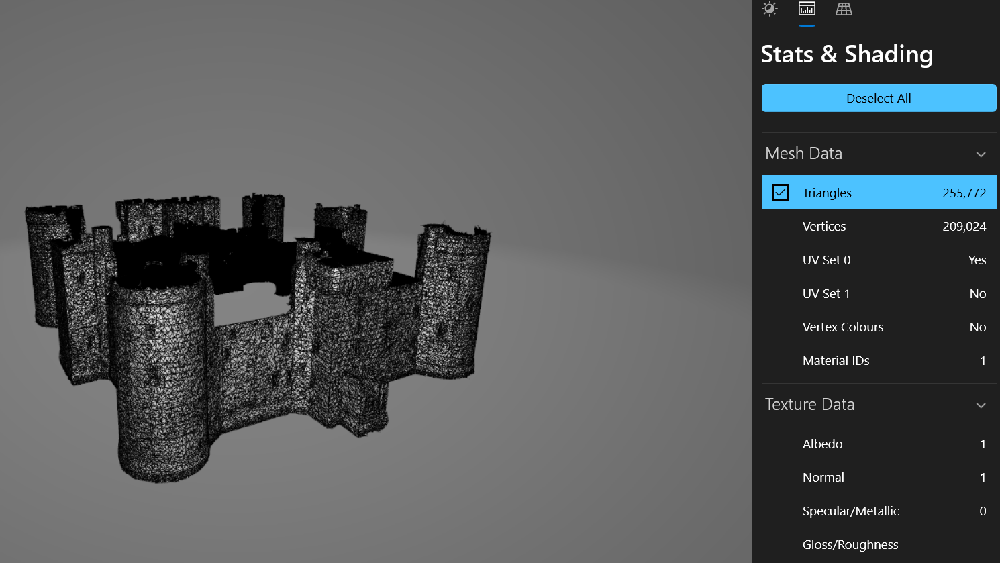 Stats & Shading
Deselect All
Mesh Data
Triangles 255,772
Vertices 209,024
UV Set 0 Yes
UV Set 1 No
Vertex Colours No
Material IDs 1
Texture Data
Albedo 1
Normal 1
Specular/Metallic 0
Gloss/Roughness